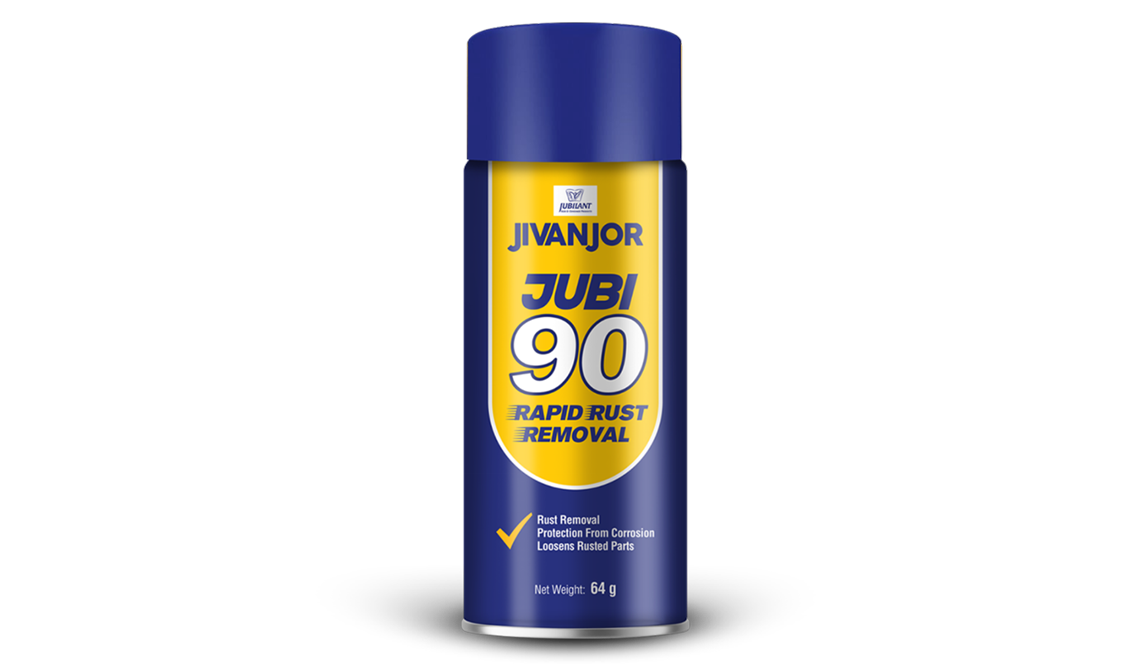 JUBILANT
JIVANJOR
JUBI
90
RAPID RUST
REMOVAL
Rust Removal
Protection From Corrosion
Loosens Rusted Parts
Net Weight: 64 g